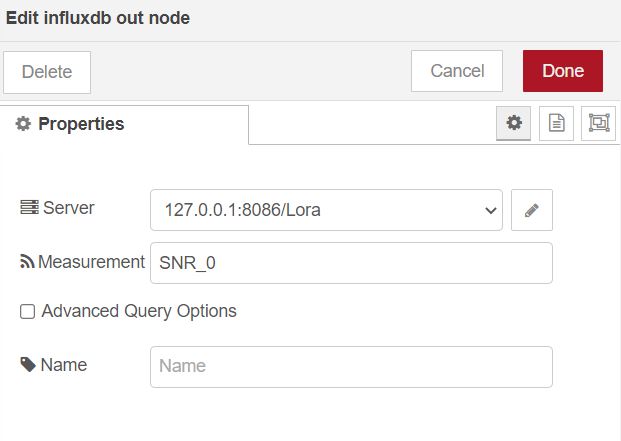 Edit influxdb out node
Delete
Cancel
Done
Properties
Server
127.0.0.1:8086/Lora
Measurement
SNR_0
Advanced Query Options
Name
Name